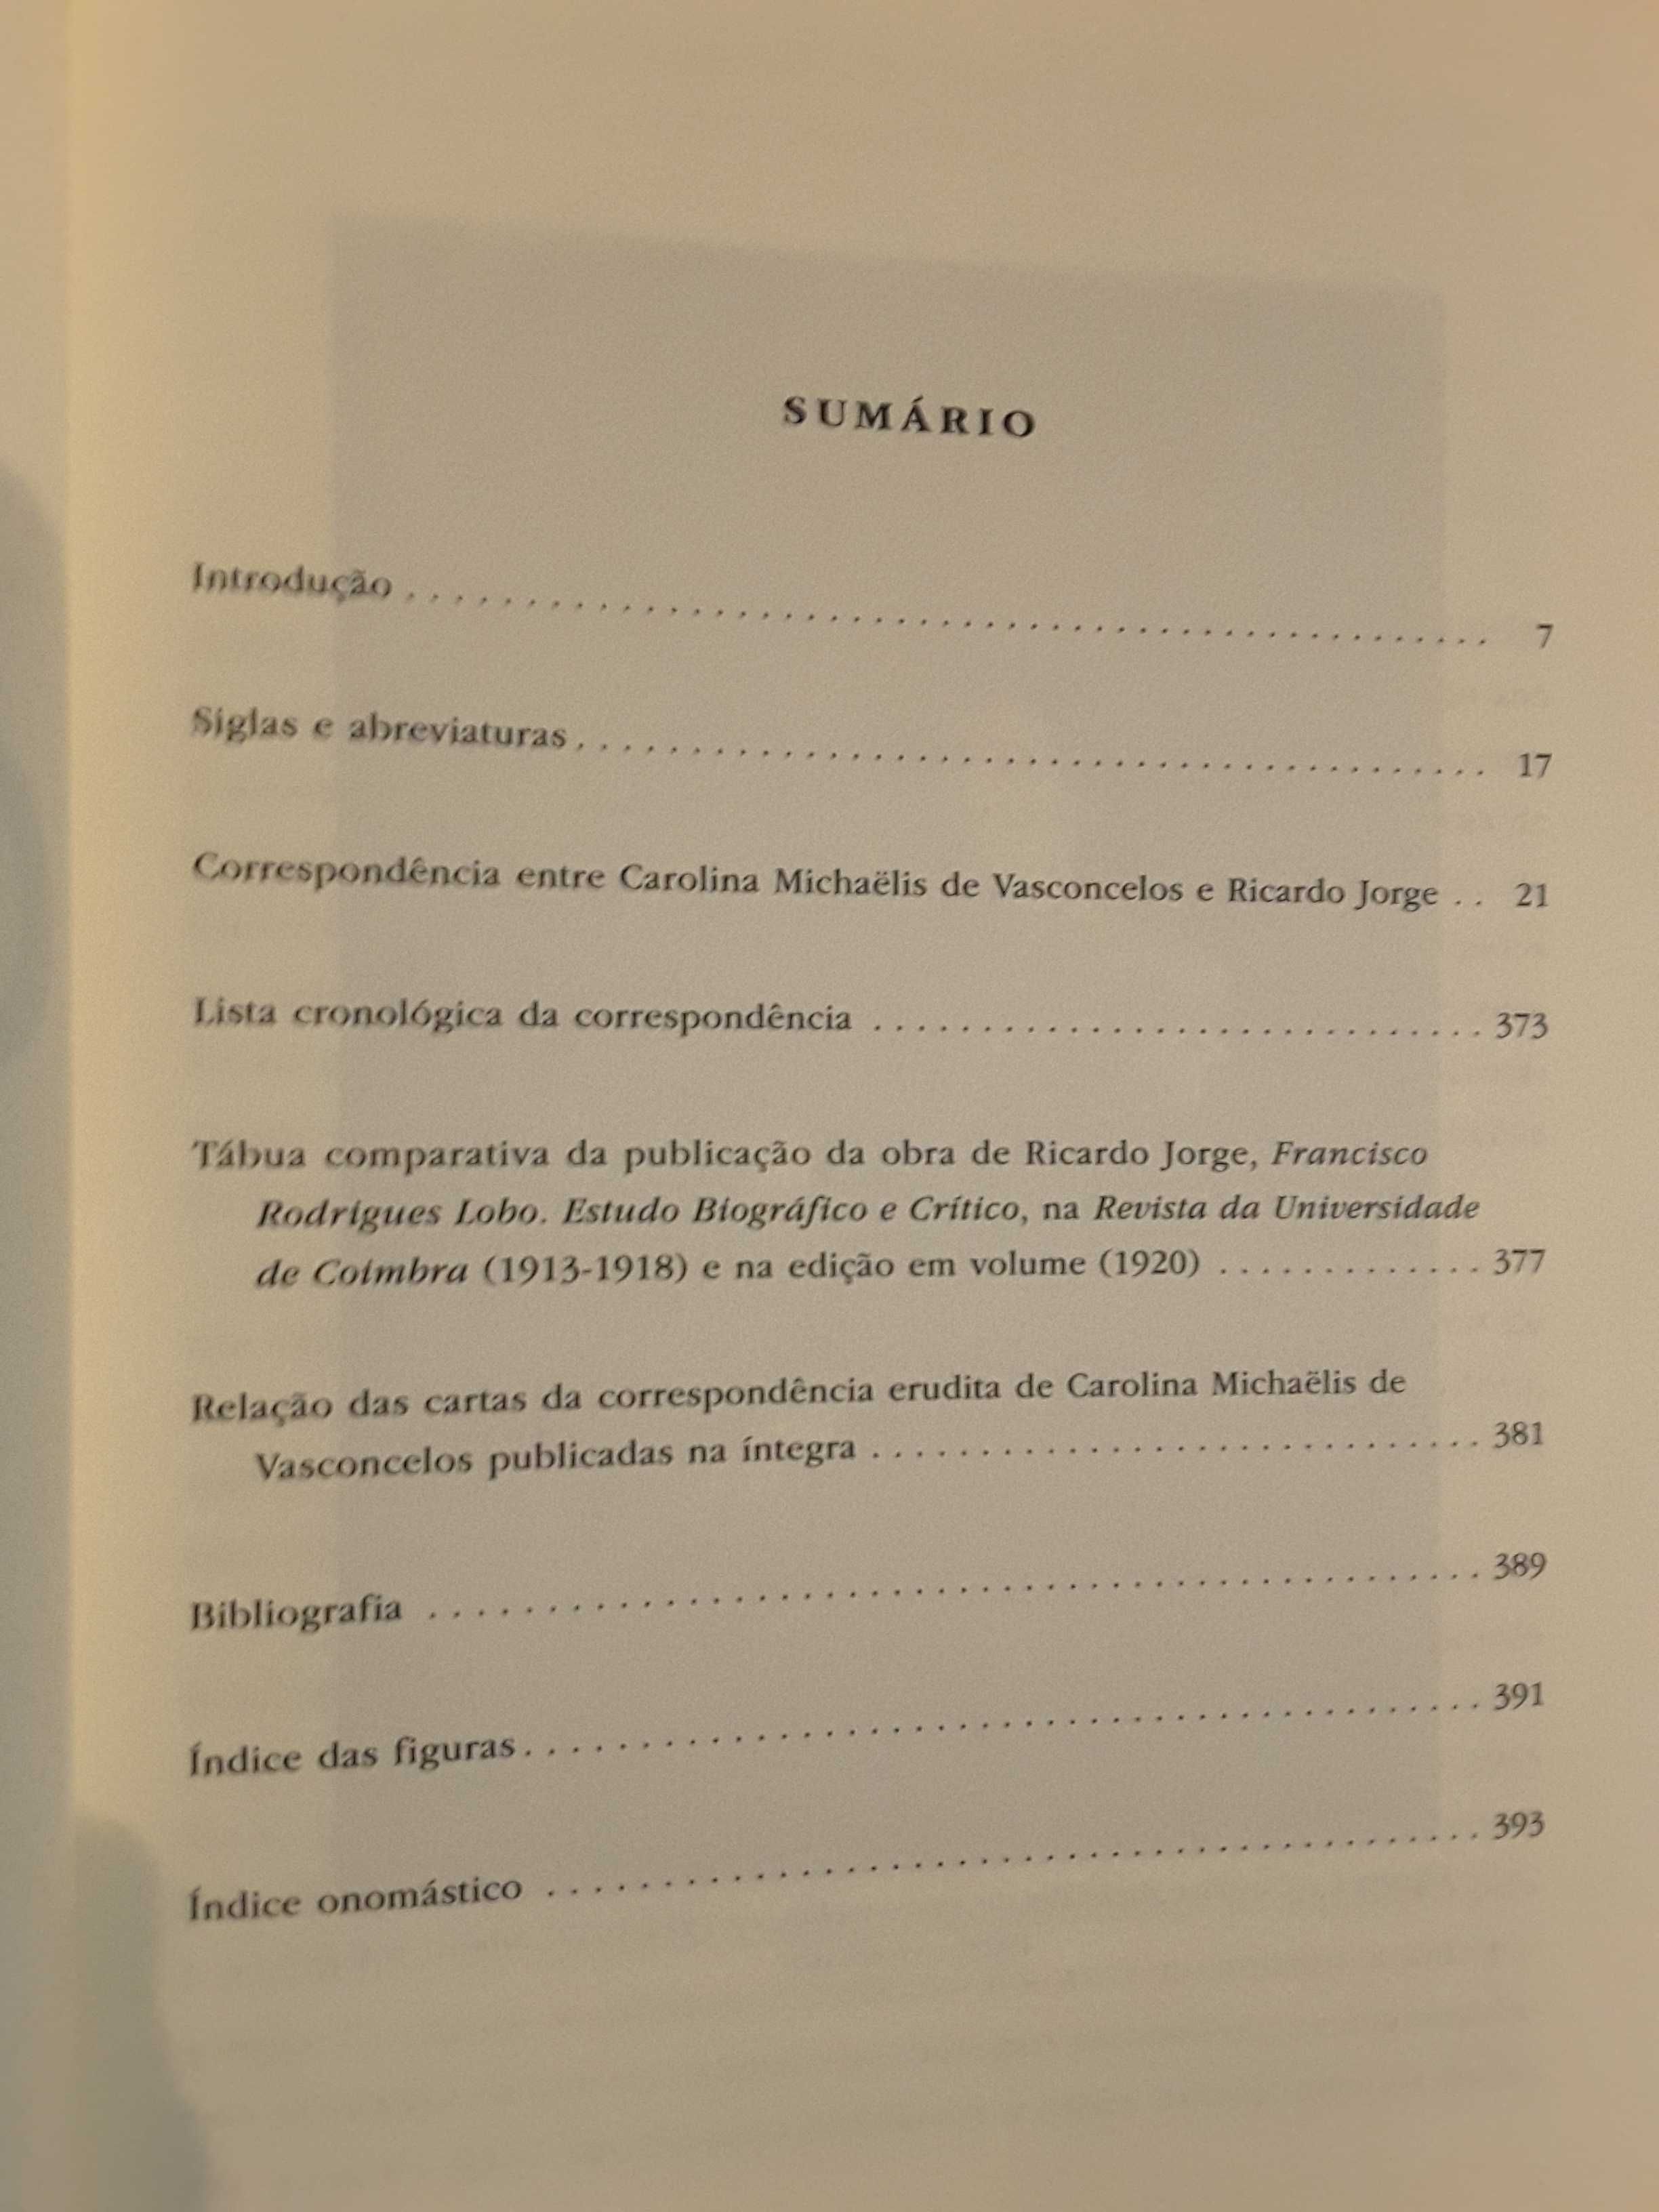 SUMÁRIO
Introdução . . . . . . . . . . . . . . . . . . . . . . . . . . . . . . . . . . . . . . . . . . . . . . . . 7
Siglas e abreviaturas . . . . . . . . . . . . . . . . . . . . . . . . . . . . . . . . . . . . . . . . 17
Correspondência entre Carolina Michaëlis de Vasconcelos e Ricardo Jorge . . 21
Lista cronológica da correspondência . . . . . . . . . . . . . . . . . . . . . . . . . . . . 373
Tábua comparativa da publicação da obra de Ricardo Jorge, Francisco
Rodrigues Lobo. Estudo Biográfico e Crítico, na Revista da Universidade
de Coimbra (1913-1918) e na edição em volume (1920) . . . . . . . . . . . . . 377
Relação das cartas da correspondência erudita de Carolina Michaëlis de
Vasconcelos publicadas na íntegra . . . . . . . . . . . . . . . . . . . . . . . . . . . . 381
Bibliografia . . . . . . . . . . . . . . . . . . . . . . . . . . . . . . . . . . . . . . . . . . . . . . . 389
Índice das figuras . . . . . . . . . . . . . . . . . . . . . . . . . . . . . . . . . . . . . . . . . . . 391
Índice onomástico . . . . . . . . . . . . . . . . . . . . . . . . . . . . . . . . . . . . . . . . . . 393